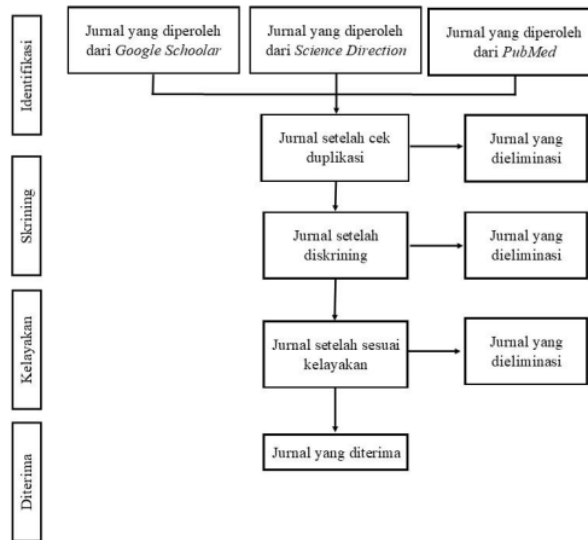 Identifikasi
Jurnal yang diperoleh
dari Google Schoolar
Jurnal yang diperoleh
dari Science Direction
Jurnal yang diperoleh
dari PubMed
Jurnal setelah cek
duplikasi
Jurnal yang
dieliminasi
Skrining
Jurnal setelah
diskrining
Jurnal yang
dieliminasi
Kelayakan
Jurnal setelah sesuai
kelayakan
Jurnal yang
dieliminasi
Diterima
Jurnal yang diterima